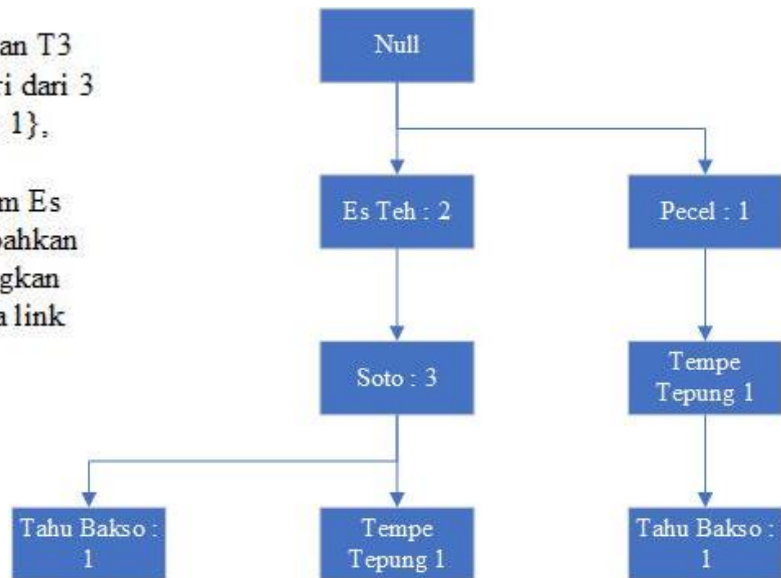 an T3
ri dari 3
1},
m Es
bahkan
gkan
a link
Null
Es Teh : 2
Pecel : 1
Soto : 3
Tempe
Tepung 1
Tahu Bakso :
1
Tempe
Tepung 1
Tahu Bakso :
1